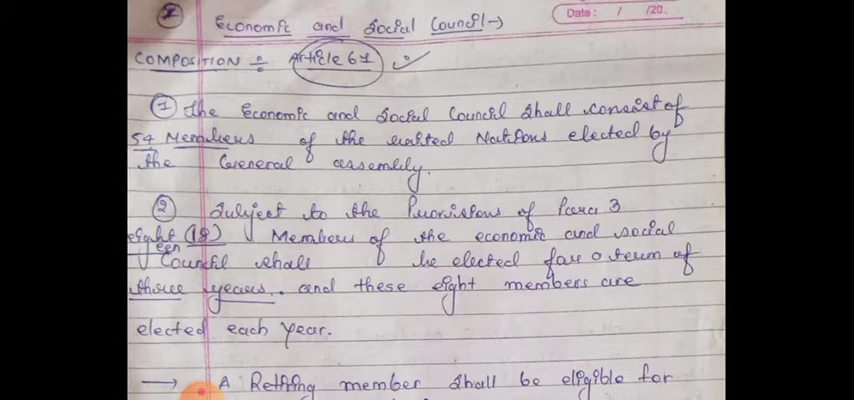 ② Economic and Social Council →
Date: / /20.
COMPOSITION ÷ Article 61
① The Economic and Social Council shall consist of
54 Members of the united Nations elected by
the General assembly.
② Subject to the Provisions of Para 3
eighteen (18) Members of the economic and social
Council shall be elected for a term of
three years. and these eight members are
elected each year.
→ A Retiring member shall be eligible for